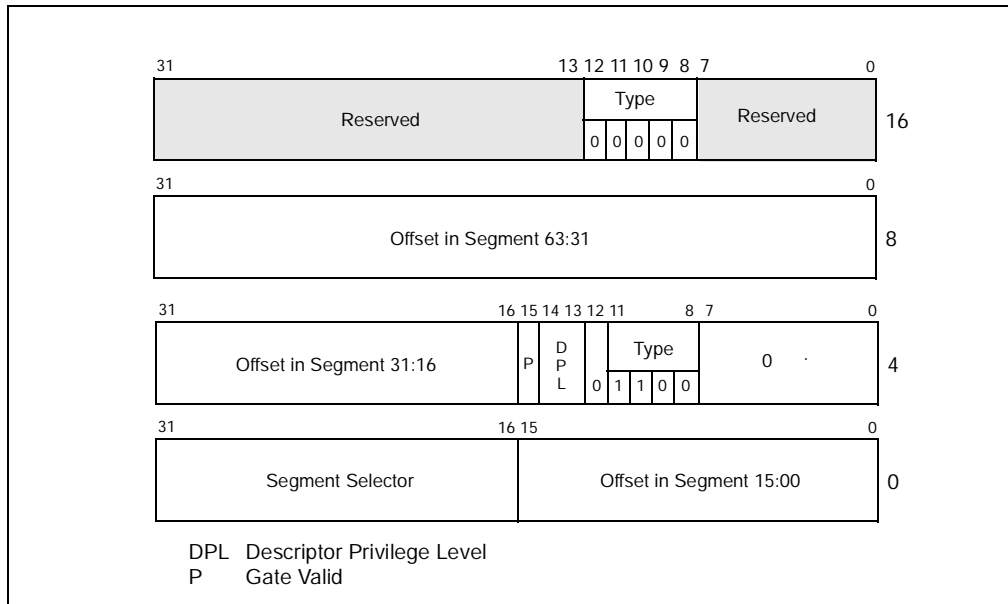 31 13 12 11 10 9 8 7 0
Type
Reserved Reserved 16
0 0 0 0 0
31 0
Offset in Segment 63:31 8
31 16 15 14 13 12 11 8 7 0
Offset in Segment 31:16 P DPL Type 0 . 4
0 1 1 0 0
31 16 15 0
Segment Selector Offset in Segment 15:00 0
DPL Descriptor Privilege Level
P Gate Valid